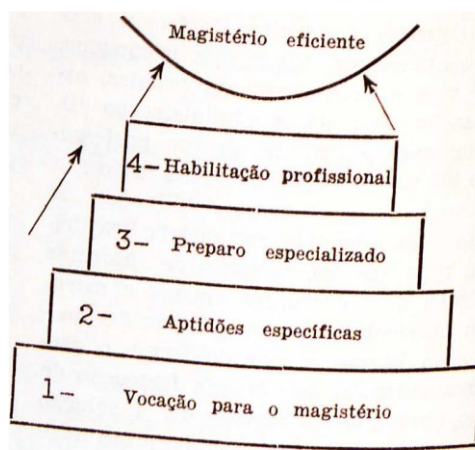 Magistério eficiente
4- Habilitação profissional
3- Preparo especializado
2- Aptidões específicas
1- Vocação para o magistério